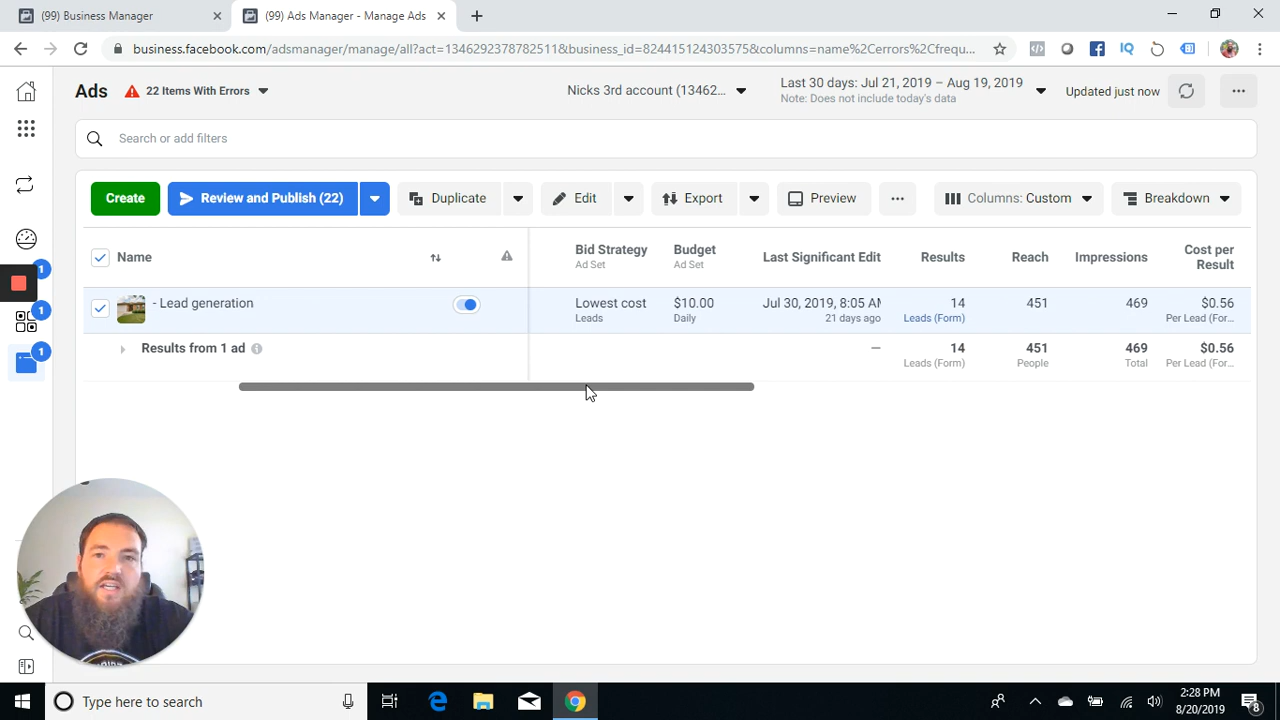 (99) Business Manager
(99) Ads Manager - Manage Ads
business.facebook.com/adsmanager/manage/all?act=1346292378782511&business_id=824415124303575&columns=name%2Cerrors%2Cfrequ...
Ads
22 Items With Errors
Nicks 3rd account (13462...
Last 30 days: Jul 21, 2019 – Aug 19, 2019
Note: Does not include today's data
Updated just now
Search or add filters
Create
Review and Publish (22)
Duplicate
Edit
Export
Preview
Columns: Custom
Breakdown
Name
Bid Strategy
Ad Set
Budget
Ad Set
Last Significant Edit
Results
Reach
Impressions
Cost per
Result
- Lead generation
Lowest cost
Leads
$10.00
Daily
Jul 30, 2019, 8:05 AM
21 days ago
14
Leads (Form)
451
469
$0.56
Per Lead (For...
Results from 1 ad
—
14
Leads (Form)
451
People
469
Total
$0.56
Per Lead (For...
1
1
1
IQ
Type here to search
2:28 PM
8/20/2019
8